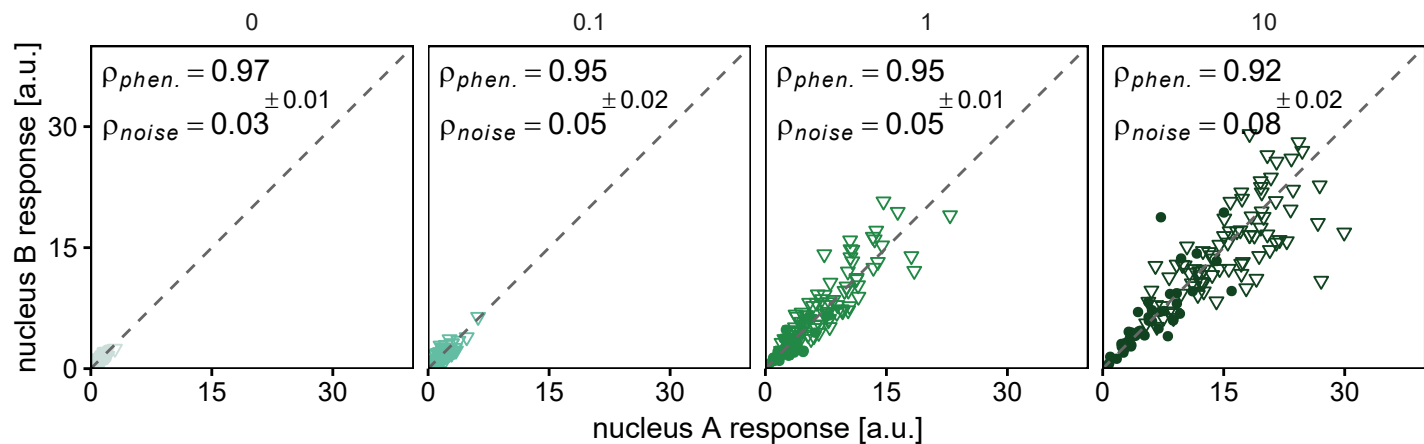 0 0.1 1 10
nucleus B response [a.u.]
ρphen. = 0.97 ρphen. = 0.95 ρphen. = 0.95 ρphen. = 0.92
± 0.01 ± 0.02 ± 0.01 ± 0.02
ρnoise = 0.03 ρnoise = 0.05 ρnoise = 0.05 ρnoise = 0.08
30
15
0
0 15 30 0 15 30 0 15 30 0 15 30
nucleus A response [a.u.]